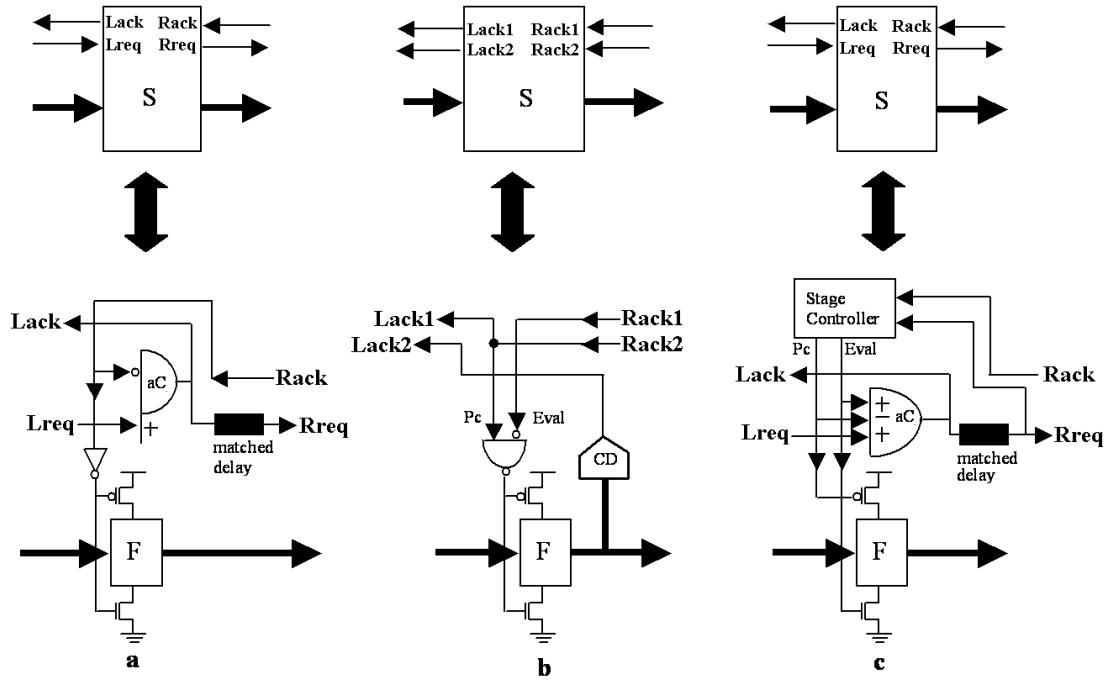 Lack Rack
Lreq Rreq
S
Lack1 Rack1
Lack2 Rack2
S
Lack Rack
Lreq Rreq
S
Lack
aC
Rack
Lreq
+
Rreq
matched
delay
F
a
Lack1
Rack1
Lack2
Rack2
Pc
Eval
CD
F
b
Stage
Controller
Pc
Eval
Lack
Rack
+
aC
−
Lreq
+
Rreq
matched
delay
F
c